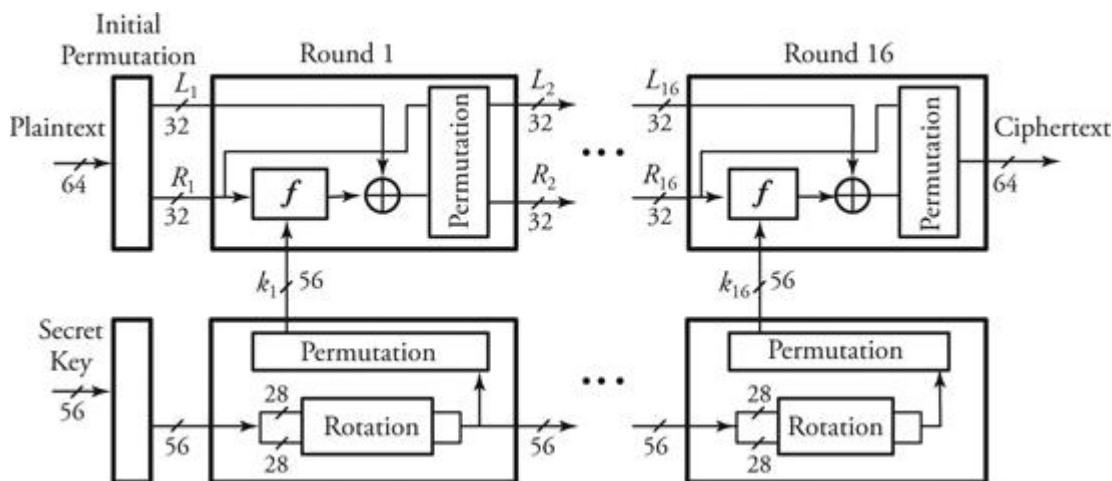 Initial
Permutation
Round 1
Round 16
Plaintext
64
L₁
32
R₁
32
f
Permutation
L₂
32
R₂
32
•••
L₁₆
32
R₁₆
32
f
Permutation
Ciphertext
64
k₁
56
k₁₆
56
Secret
Key
56
56
Permutation
28
Rotation
28
56
•••
56
Permutation
28
Rotation
28